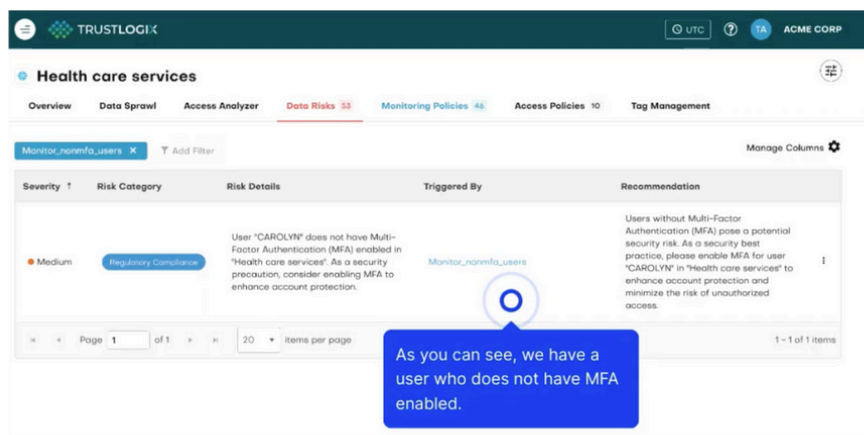 TRUSTLOGIX
UTC
?
TA
ACME CORP
Health care services
Overview
Data Sprawl
Access Analyzer
Data Risks 53
Monitoring Policies 46
Access Policies 10
Tag Management
Monitor_nonmfa_users X
Add Filter
Manage Columns
Severity ↑
Risk Category
Risk Details
Triggered By
Recommendation
Medium
Regulatory Compliance
User "CAROLYN" does not have Multi-
Factor Authentication (MFA) enabled in
"Health care services". As a security
precaution, consider enabling MFA to
enhance account protection.
Monitor_nonmfa_users
Users without Multi-Factor
Authentication (MFA) pose a potential
security risk. As a security best
practice, please enable MFA for user
"CAROLYN" in "Health care services" to
enhance account protection and
minimize the risk of unauthorized
access.
Page 1 of 1
20 items per page
1 - 1 of 1 items
As you can see, we have a
user who does not have MFA
enabled.